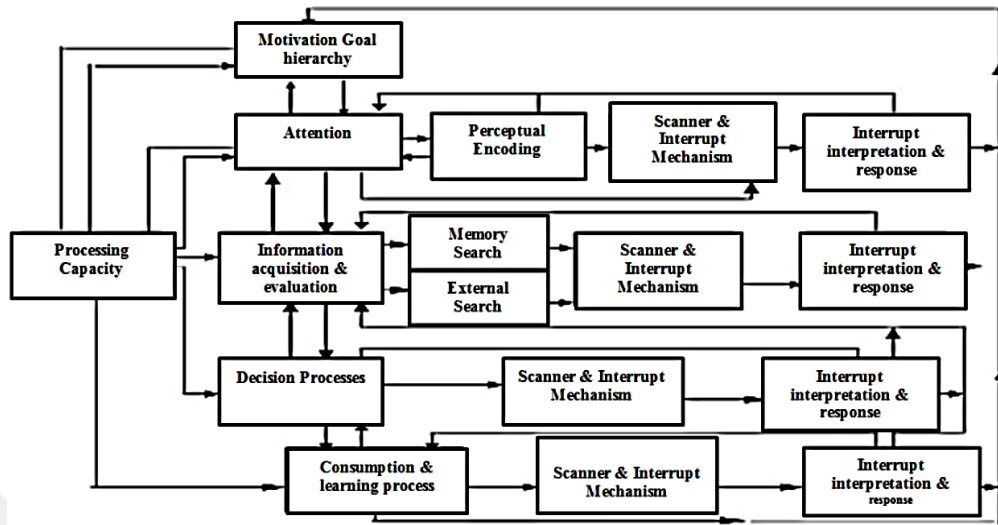 Motivation Goal
hierarchy
Attention
Perceptual
Encoding
Scanner &
Interrupt
Mechanism
Interrupt
interpretation &
response
Processing
Capacity
Information
acquisition &
evaluation
Memory
Search
External
Search
Scanner &
Interrupt
Mechanism
Interrupt
interpretation &
response
Decision Processes
Scanner & Interrupt
Mechanism
Interrupt
interpretation &
response
Consumption &
learning process
Scanner & Interrupt
Mechanism
Interrupt
interpretation &
response